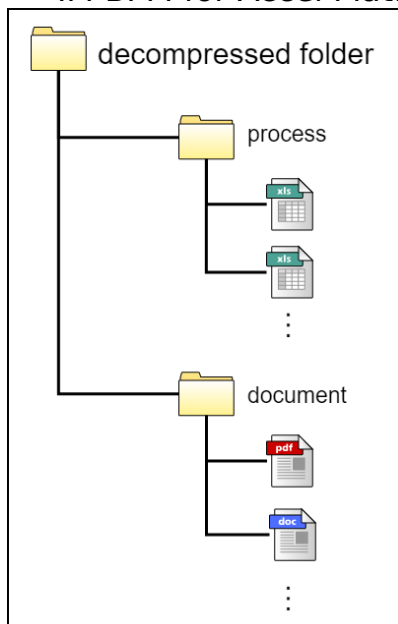 decompressed folder
process
xls
xls
document
pdf
doc